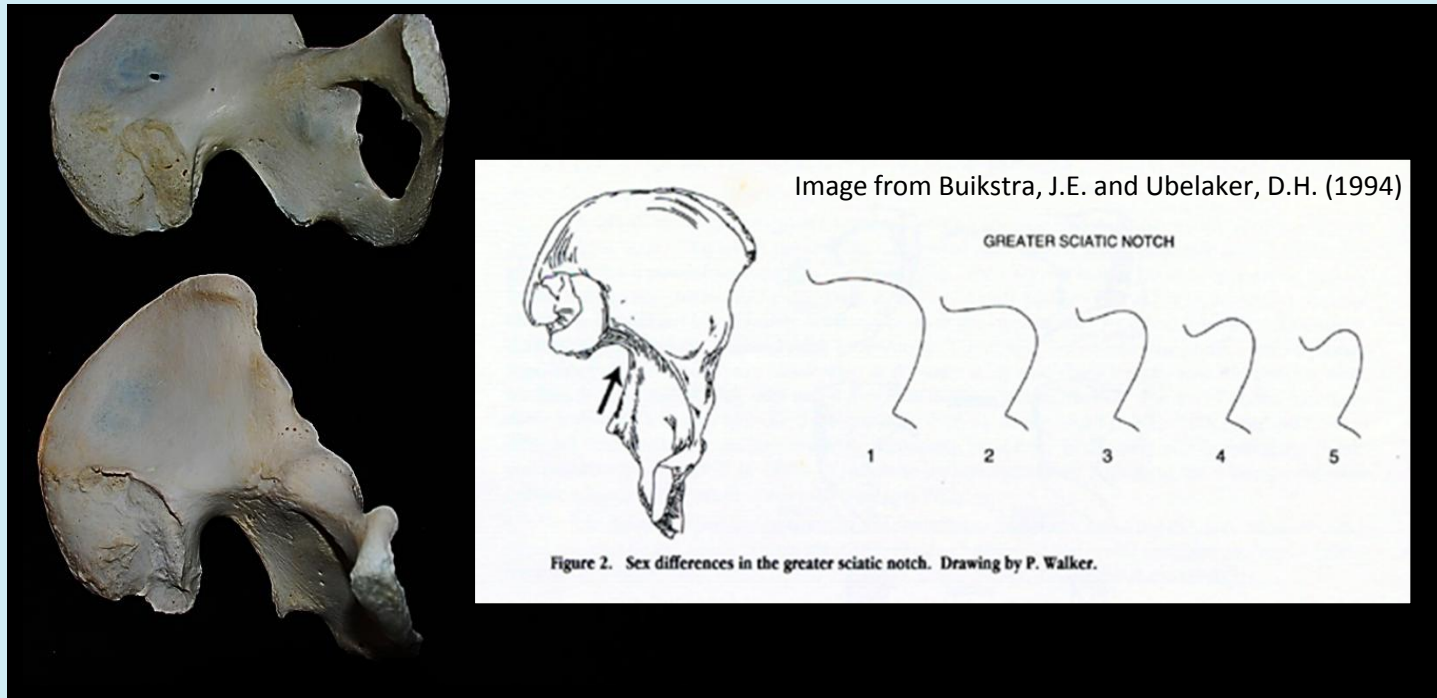 Image from Buikstra, J.E. and Ubelaker, D.H. (1994)
GREATER SCIATIC NOTCH
1 2 3 4 5
Figure 2. Sex differences in the greater sciatic notch. Drawing by P. Walker.